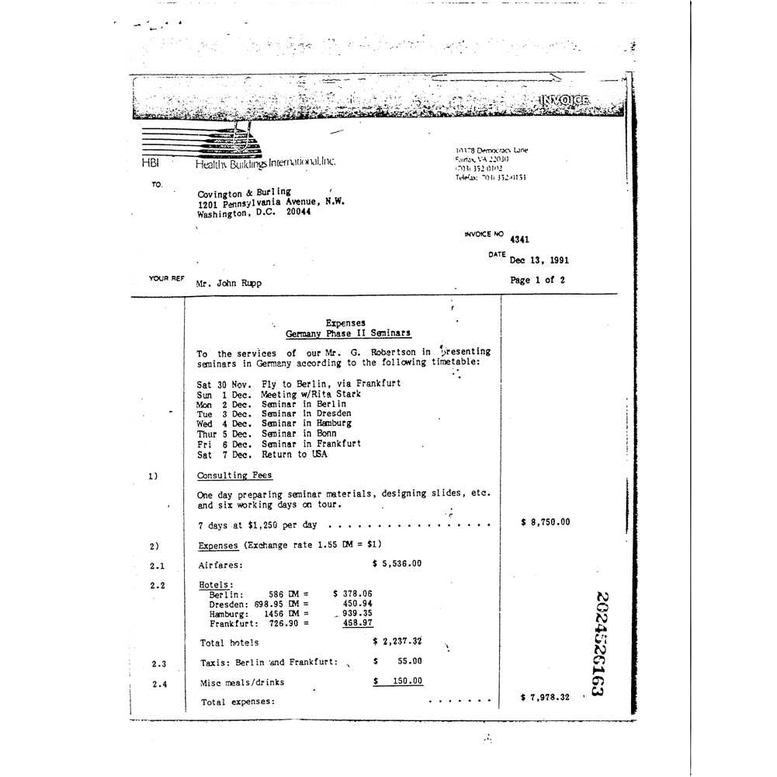 INVOICE
HBI Healthy Buildings International, Inc.
10378 Democracy Lane
Fairfax, VA 22030
(703) 352-0102
Telefax: (703) 352-0151
TO.
Covington & Burling
1201 Pennsylvania Avenue, N.W.
Washington, D.C. 20044
INVOICE NO 4341
DATE Dec 13, 1991
YOUR REF Mr. John Rupp
Page 1 of 2
Expenses
Germany Phase II Seminars
To the services of our Mr. G. Robertson in presenting
seminars in Germany according to the following timetable:
Sat 30 Nov. Fly to Berlin, via Frankfurt
Sun 1 Dec. Meeting w/Rita Stark
Mon 2 Dec. Seminar in Berlin
Tue 3 Dec. Seminar in Dresden
Wed 4 Dec. Seminar in Hamburg
Thur 5 Dec. Seminar in Bonn
Fri 6 Dec. Seminar in Frankfurt
Sat 7 Dec. Return to USA
1) Consulting Fees
One day preparing seminar materials, designing slides, etc.
and six working days on tour.
7 days at $1,250 per day . . . . . . . . . . . . . . . . . $ 8,750.00
2) Expenses (Exchange rate 1.55 DM = $1)
2.1 Airfares: $ 5,536.00
2.2 Hotels:
Berlin: 586 DM = $ 378.06
Dresden: 698.95 DM = 450.94
Hamburg: 1456 DM = 939.35
Frankfurt: 726.90 = 468.97
Total hotels $ 2,237.32
2.3 Taxis: Berlin and Frankfurt: $ 55.00
2.4 Misc meals/drinks $ 150.00
Total expenses: . . . . . . . $ 7,978.32
2024526163